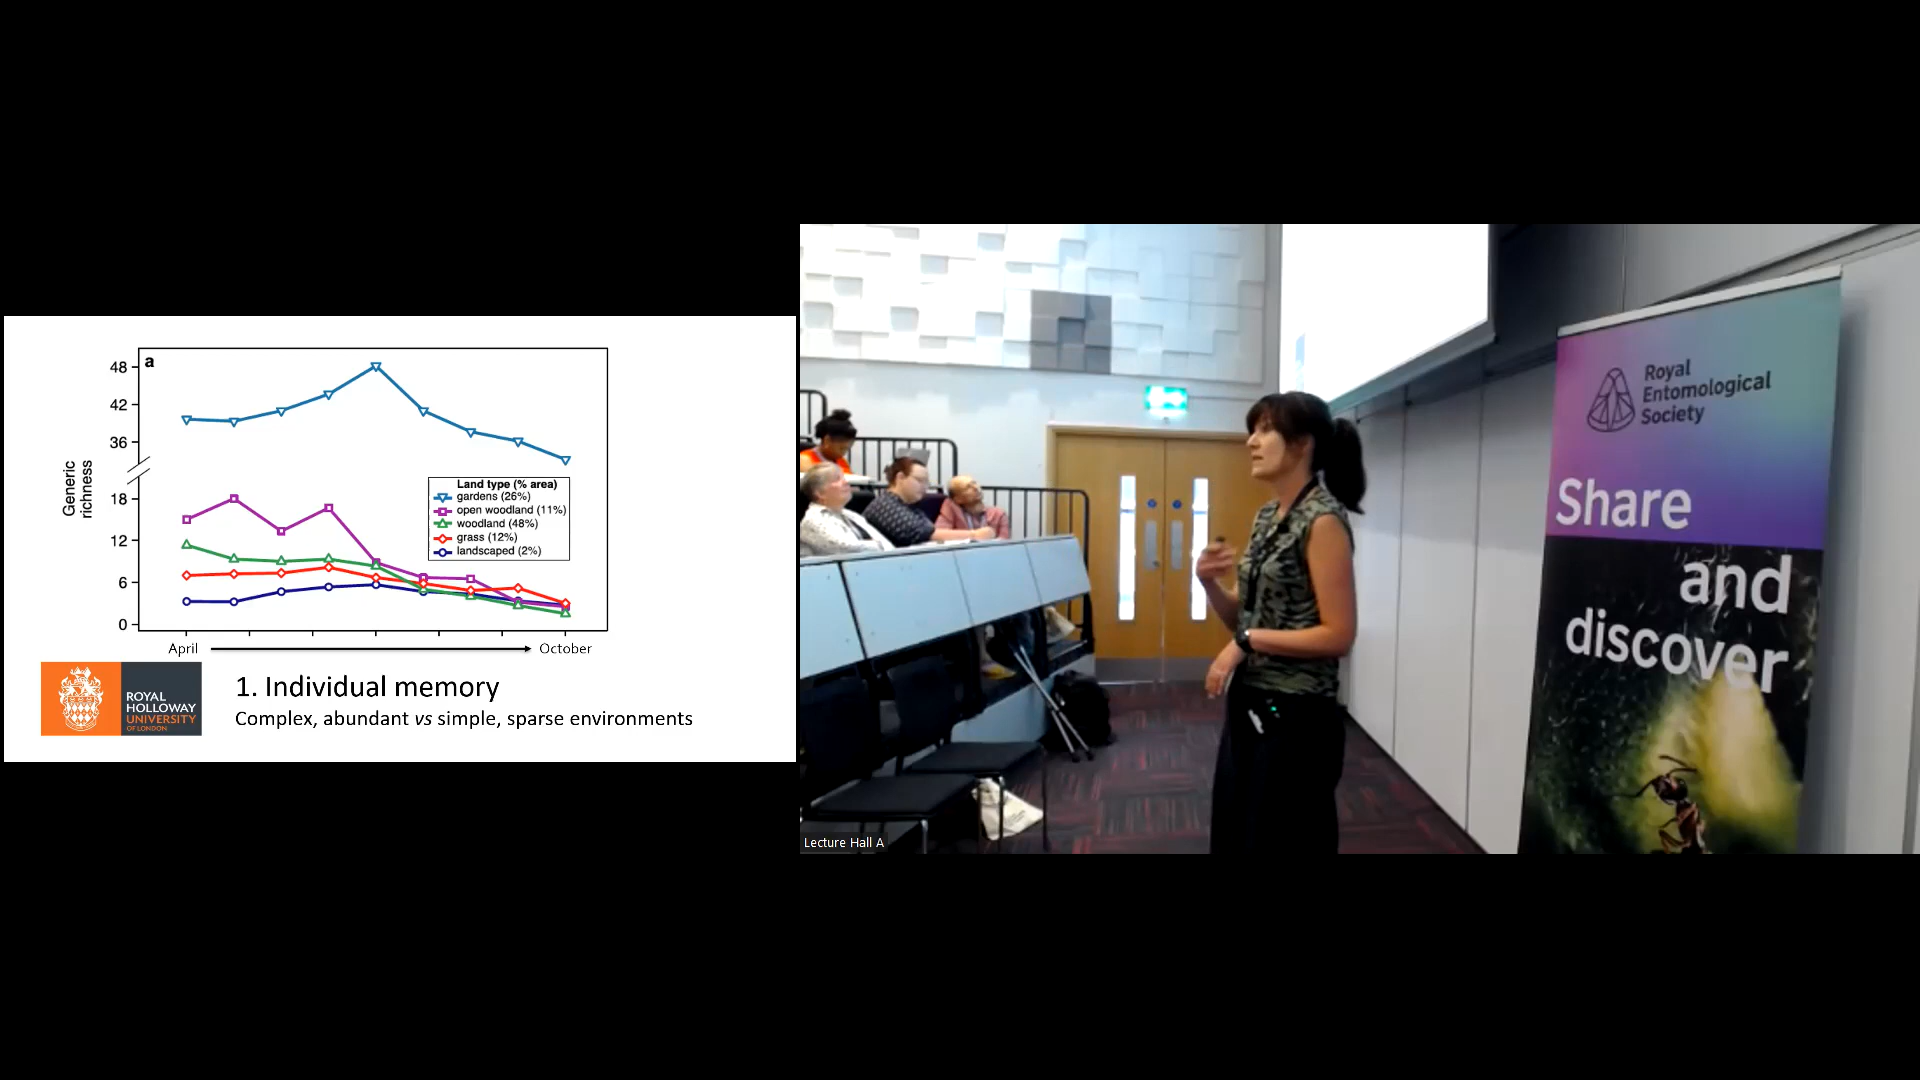 a
48
42
36
18
12
6
0
Generic
richness
Land type (% area)
gardens (26%)
open woodland (11%)
woodland (48%)
grass (12%)
landscaped (2%)
April
October
ROYAL
HOLLOWAY
UNIVERSITY
OF LONDON
1. Individual memory
Complex, abundant vs simple, sparse environments
Royal
Entomological
Society
Share
and
discover
Lecture Hall A